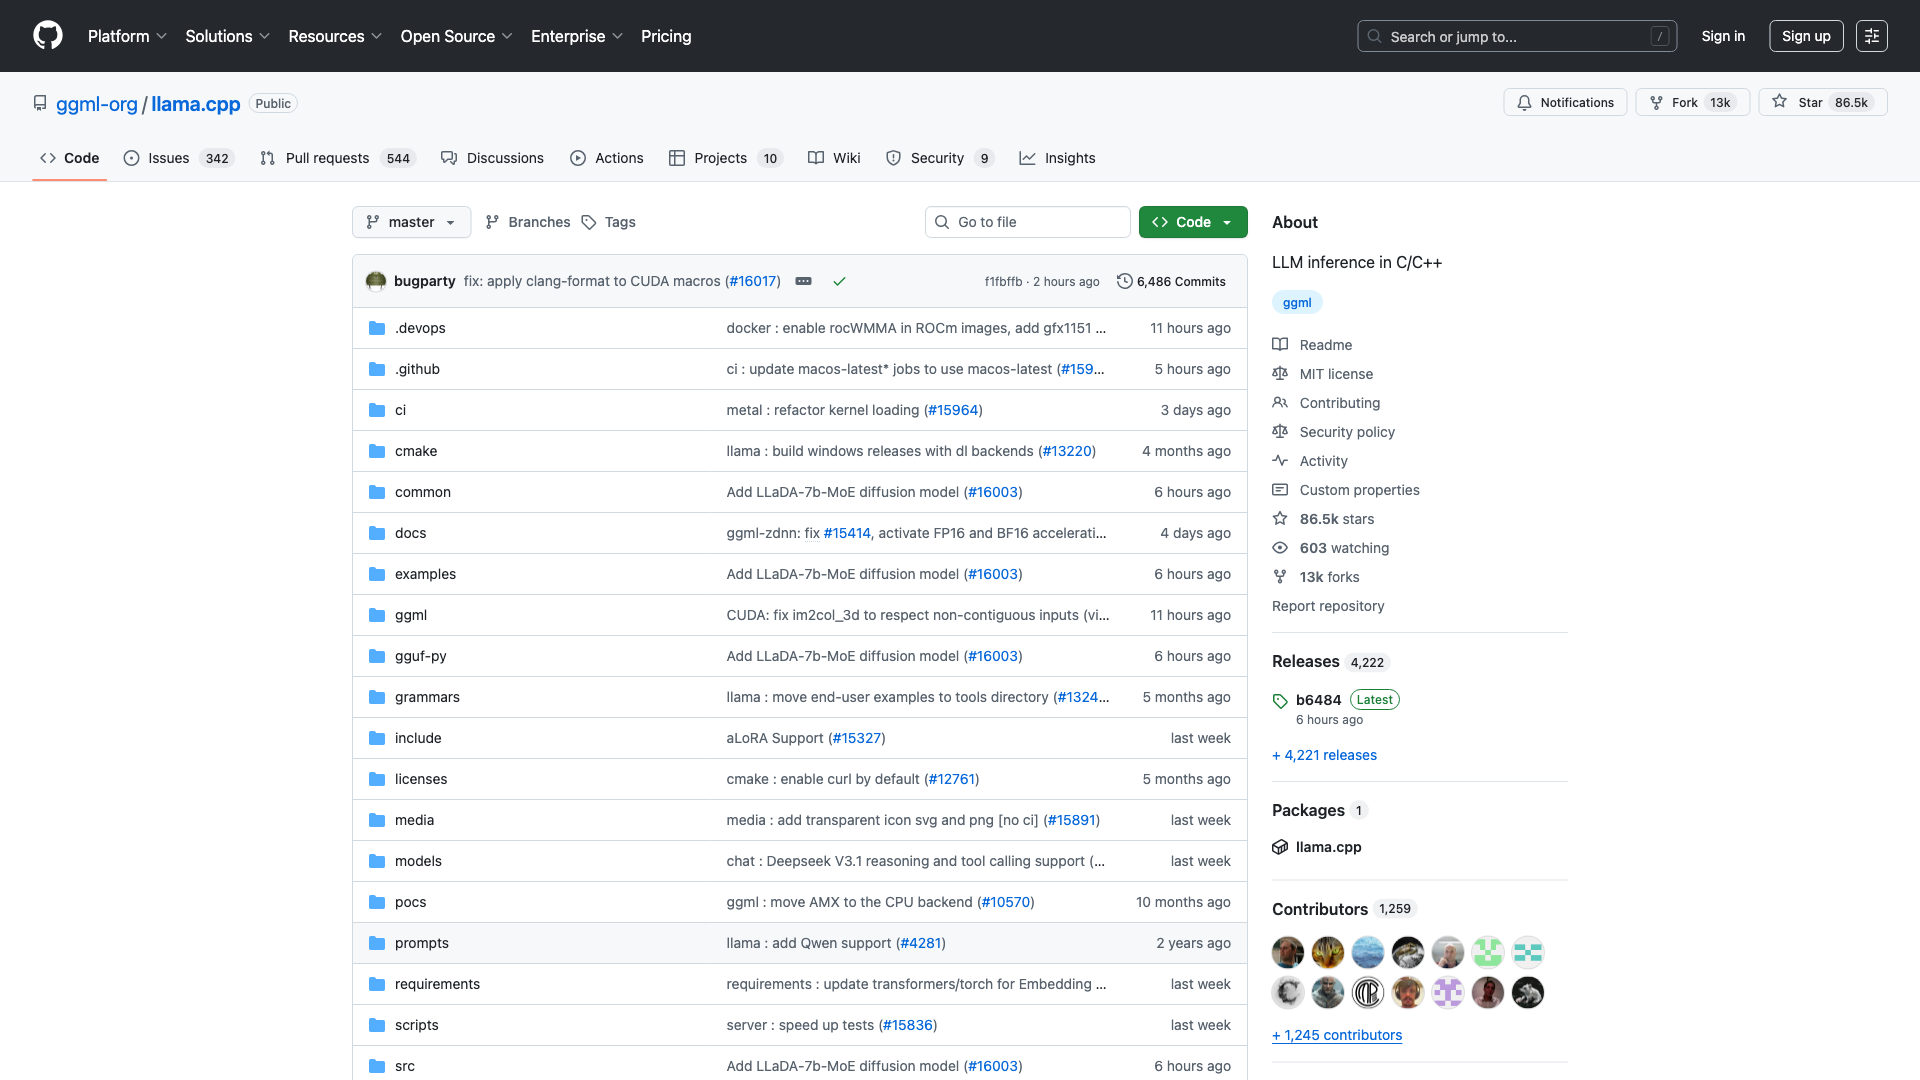 Platform Solutions Resources Open Source Enterprise Pricing Search or jump to... / Sign in Sign up
ggml-org / llama.cpp Public Notifications Fork 13k Star 86.5k
Code Issues 342 Pull requests 544 Discussions Actions Projects 10 Wiki Security 9 Insights
master Branches Tags Go to file Code
bugparty fix: apply clang-format to CUDA macros (#16017) f1fbffb · 2 hours ago 6,486 Commits
.devops docker : enable rocWMMA in ROCm images, add gfx1151 ... 11 hours ago
.github ci : update macos-latest* jobs to use macos-latest (#159... 5 hours ago
ci metal : refactor kernel loading (#15964) 3 days ago
cmake llama : build windows releases with dl backends (#13220) 4 months ago
common Add LLaDA-7b-MoE diffusion model (#16003) 6 hours ago
docs ggml-zdnn: fix #15414, activate FP16 and BF16 accelerati... 4 days ago
examples Add LLaDA-7b-MoE diffusion model (#16003) 6 hours ago
ggml CUDA: fix im2col_3d to respect non-contiguous inputs (vi... 11 hours ago
gguf-py Add LLaDA-7b-MoE diffusion model (#16003) 6 hours ago
grammars llama : move end-user examples to tools directory (#1324... 5 months ago
include aLoRA Support (#15327) last week
licenses cmake : enable curl by default (#12761) 5 months ago
media media : add transparent icon svg and png [no ci] (#15891) last week
models chat : Deepseek V3.1 reasoning and tool calling support (... last week
pocs ggml : move AMX to the CPU backend (#10570) 10 months ago
prompts llama : add Qwen support (#4281) 2 years ago
requirements requirements : update transformers/torch for Embedding ... last week
scripts server : speed up tests (#15836) last week
src Add LLaDA-7b-MoE diffusion model (#16003) 6 hours ago
About
LLM inference in C/C++
ggml
Readme
MIT license
Contributing
Security policy
Activity
Custom properties
86.5k stars
603 watching
13k forks
Report repository
Releases 4,222
b6484 Latest
6 hours ago
+ 4,221 releases
Packages 1
llama.cpp
Contributors 1,259
+ 1,245 contributors